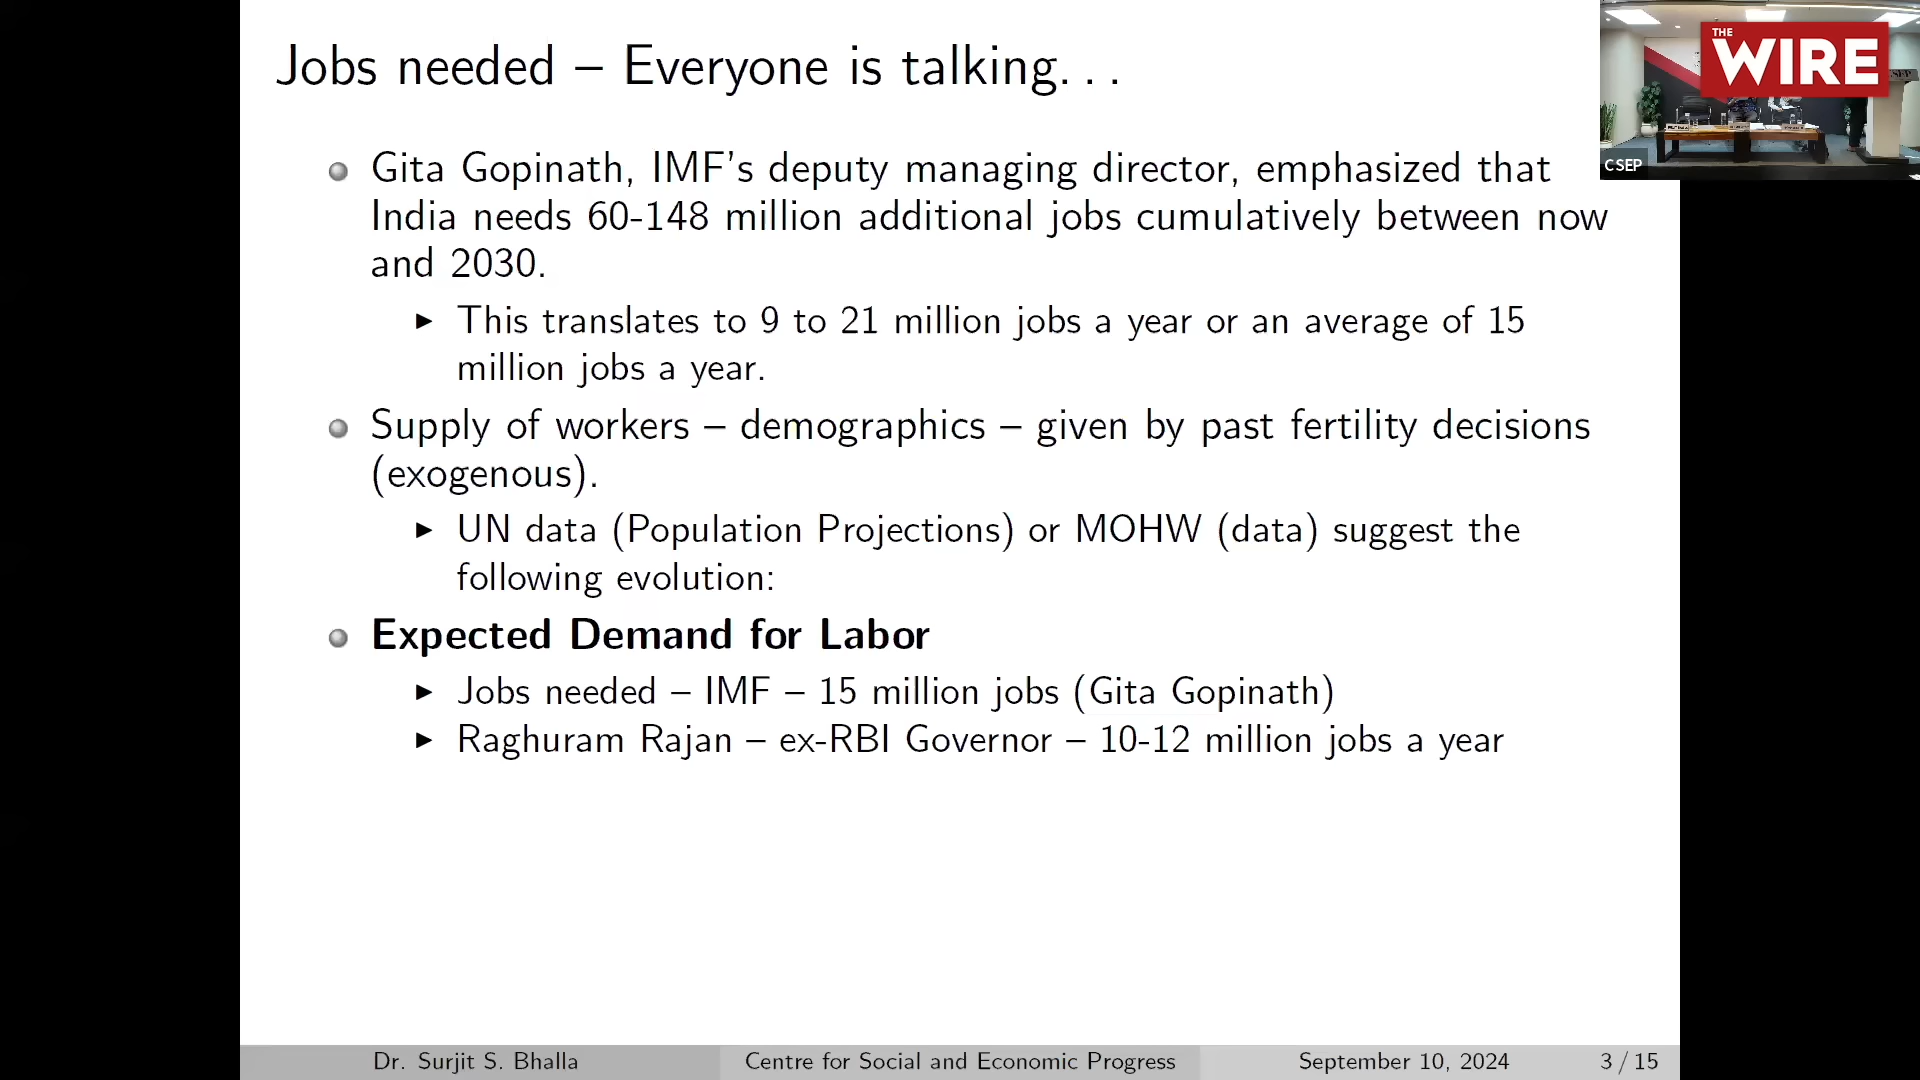 Jobs needed – Everyone is talking...
THE
WIRE
CSEP
Gita Gopinath, IMF's deputy managing director, emphasized that
India needs 60-148 million additional jobs cumulatively between now
and 2030.
▶ This translates to 9 to 21 million jobs a year or an average of 15
million jobs a year.
Supply of workers – demographics – given by past fertility decisions
(exogenous).
▶ UN data (Population Projections) or MOHW (data) suggest the
following evolution:
Expected Demand for Labor
▶ Jobs needed – IMF – 15 million jobs (Gita Gopinath)
▶ Raghuram Rajan – ex-RBI Governor – 10-12 million jobs a year
Dr. Surjit S. Bhalla
Centre for Social and Economic Progress
September 10, 2024
3 / 15